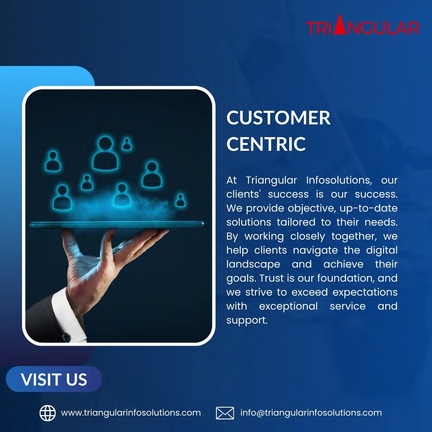 TRIANGULAR
CUSTOMER
CENTRIC
At Triangular Infosolutions, our
clients' success is our success.
We provide objective, up-to-date
solutions tailored to their needs.
By working closely together, we
help clients navigate the digital
landscape and achieve their
goals. Trust is our foundation, and
we strive to exceed expectations
with exceptional service and
support.
VISIT US
www.triangularinfosolutions.com
info@triangularinfosolutions.com